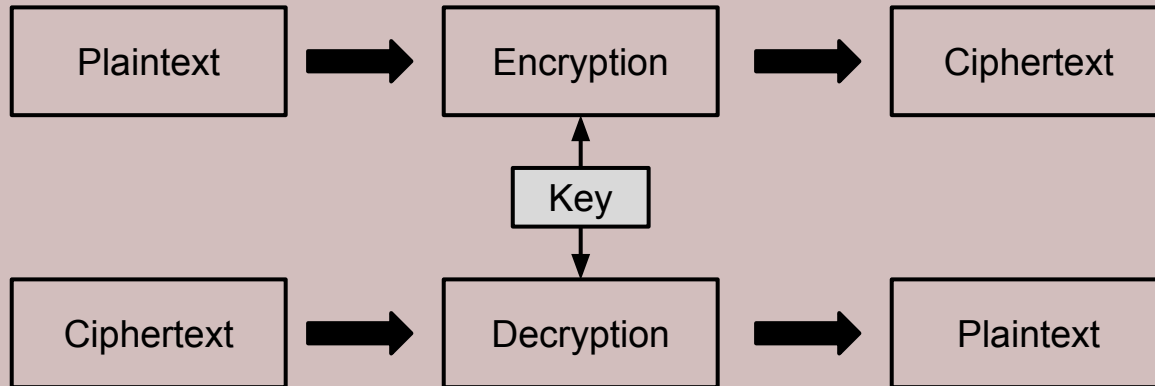 Plaintext
Encryption
Ciphertext
Key
Ciphertext
Decryption
Plaintext